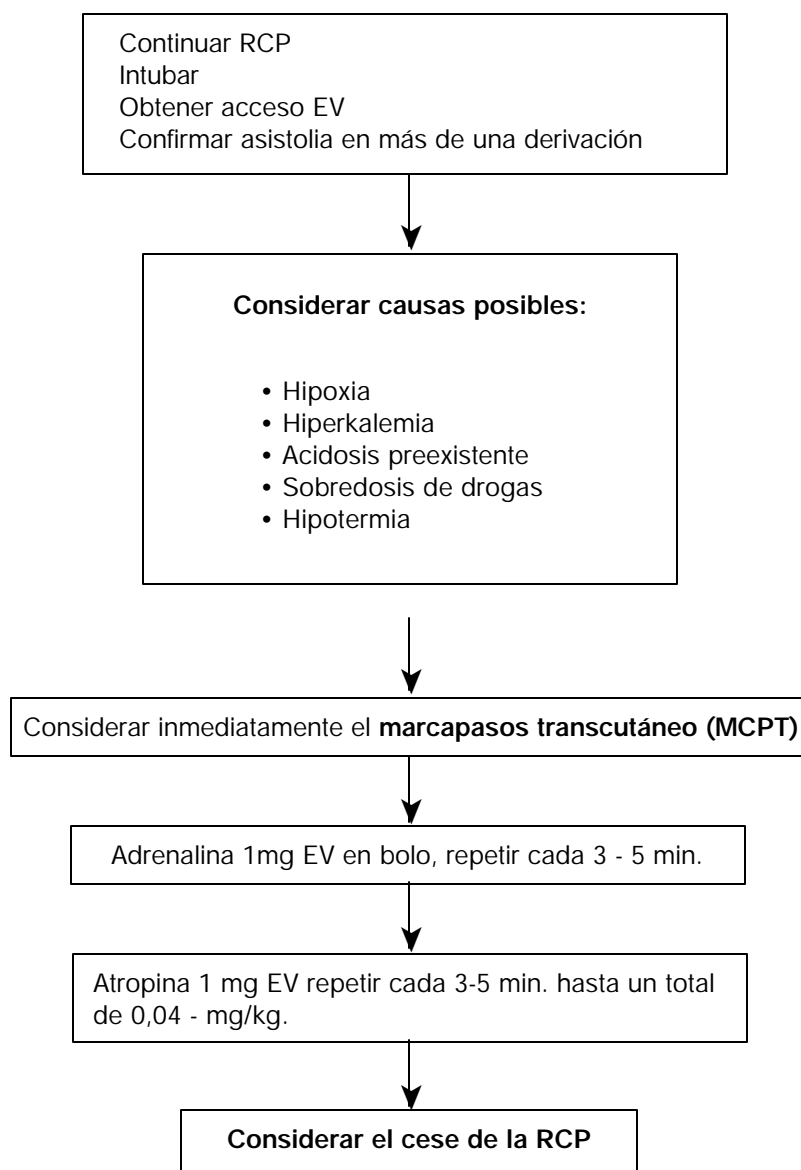 Continuar RCP
Intubar
Obtener acceso EV
Confirmar asistolia en más de una derivación
Considerar causas posibles:
• Hipoxia
• Hiperkalemia
• Acidosis preexistente
• Sobredosis de drogas
• Hipotermia
Considerar inmediatamente el marcapasos transcutáneo (MCPT)
Adrenalina 1mg EV en bolo, repetir cada 3 - 5 min.
Atropina 1 mg EV repetir cada 3-5 min. hasta un total
de 0,04 - mg/kg.
Considerar el cese de la RCP